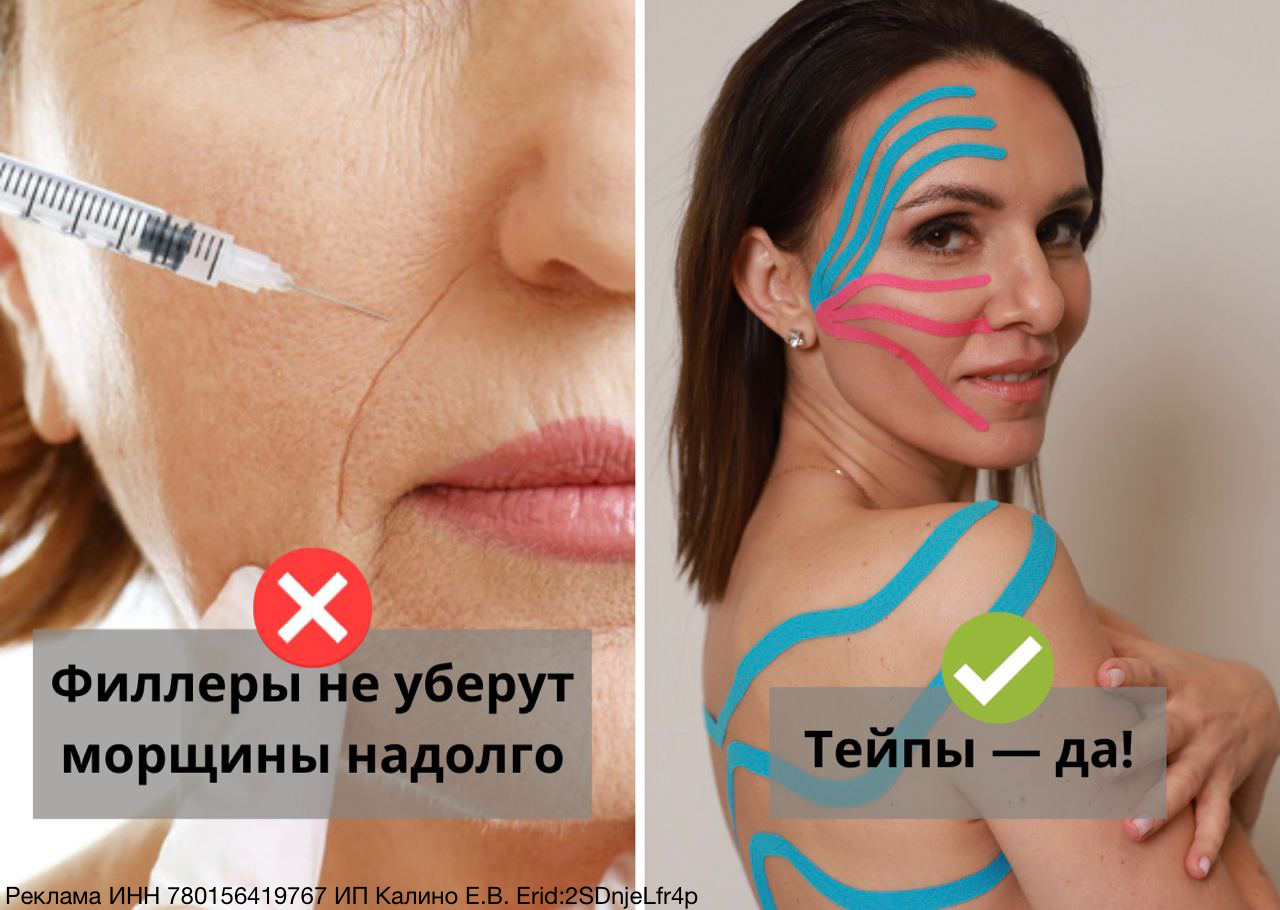 Филлеры не уберут
морщины надолго
Тейпы — да!
Реклама ИНН 780156419767 ИП Калино Е.В. Erid:2SDnjeLfr4p